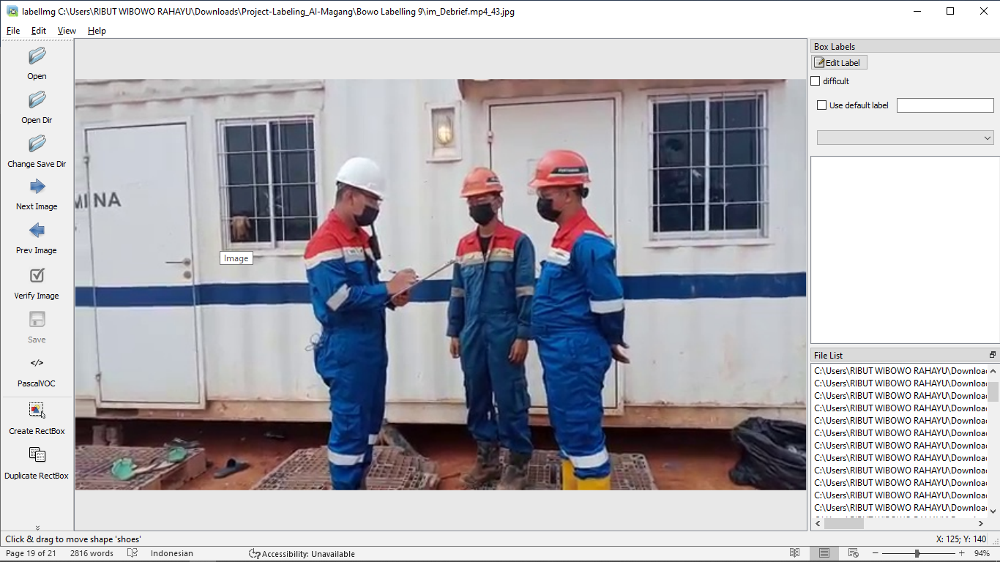 labelImg C:\Users\RIBUT WIBOWO RAHAYU\Downloads\Project-Labeling_AI-Magang\Bowo Labelling 9\im_Debrief.mp4_43.jpg
File Edit View Help
Open
Open Dir
Change Save Dir
Next Image
Prev Image
Verify Image
Save
</>
PascalVOC
Create RectBox
Duplicate RectBox
MINA
Image
Box Labels
Edit Label
difficult
Use default label
File List
C:\Users\RIBUT WIBOWO RAHAYU\Downloa
C:\Users\RIBUT WIBOWO RAHAYU\Downloa
C:\Users\RIBUT WIBOWO RAHAYU\Downloa
C:\Users\RIBUT WIBOWO RAHAYU\Downloa
C:\Users\RIBUT WIBOWO RAHAYU\Downloa
C:\Users\RIBUT WIBOWO RAHAYU\Downloa
C:\Users\RIBUT WIBOWO RAHAYU\Downloa
C:\Users\RIBUT WIBOWO RAHAYU\Downloa
C:\Users\RIBUT WIBOWO RAHAYU\Downloa
C:\Users\RIBUT WIBOWO RAHAYU\Downloa
C:\Users\RIBUT WIBOWO RAHAYU\Downloa
C:\Users\RIBUT WIBOWO RAHAYU\Downloa
Click & drag to move shape 'shoes'
X: 125; Y: 140
Page 19 of 21 2816 words Indonesian Accessibility: Unavailable 94%